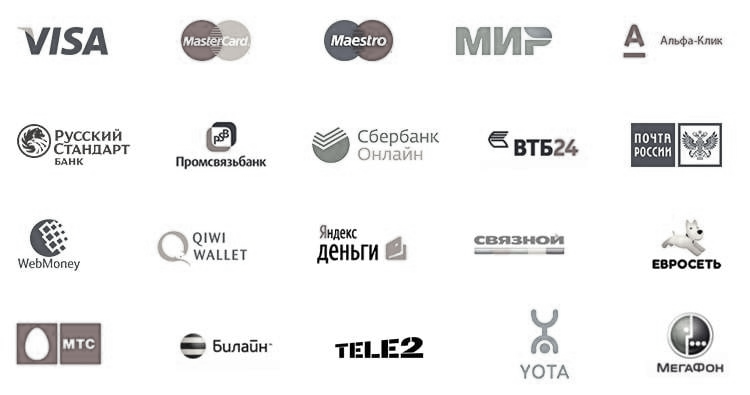 VISA
MasterCard
Maestro
МИР
А
Альфа-Клик
РУССКИЙ
СТАНДАРТ
БАНК
PSB
Промсвязьбанк
Сбербанк
Онлайн
ВТБ24
ПОЧТА
РОССИИ
WebMoney
QIWI
WALLET
Яндекс
деньги
СВЯЗНОЙ
ЕВРОСЕТЬ
МТС
Билайн
TELE2
YOTA
МЕГАФОН